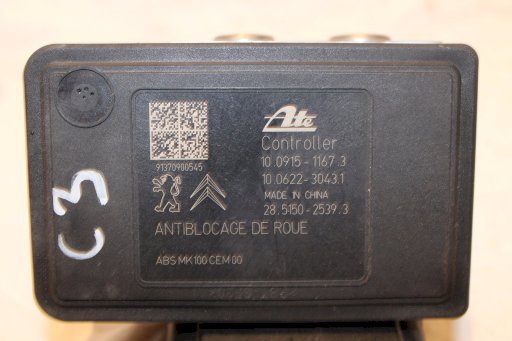 Ate
Controller
10.0915-1167.3
91370900545
10.0622-3043.1
MADE IN CHINA
28.5150-2539.3
ANTIBLOCAGE DE ROUE
ABS MK100 CEM 00
C3